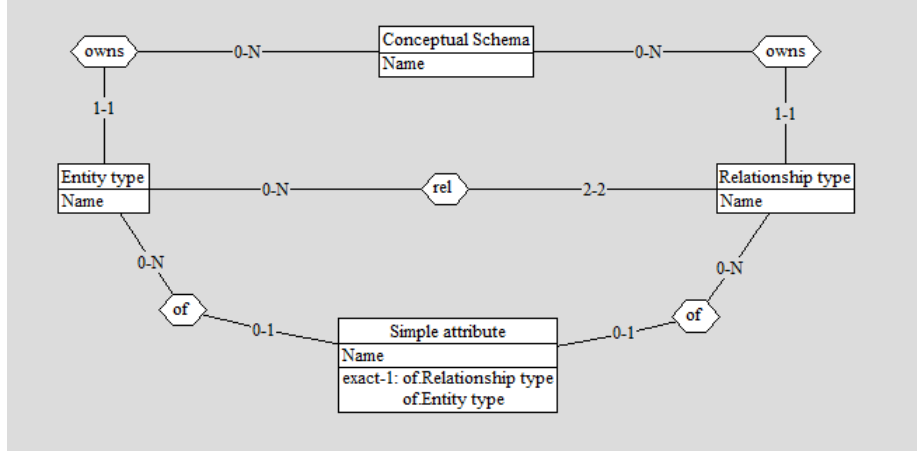 Conceptual Schema
owns 0-N Name 0-N owns
1-1 1-1
Entity type Relationship type
Name 0-N rel 2-2 Name
0-N 0-N
of of
0-1 Simple attribute 0-1
Name
exact-1: of.Relationship type
of.Entity type